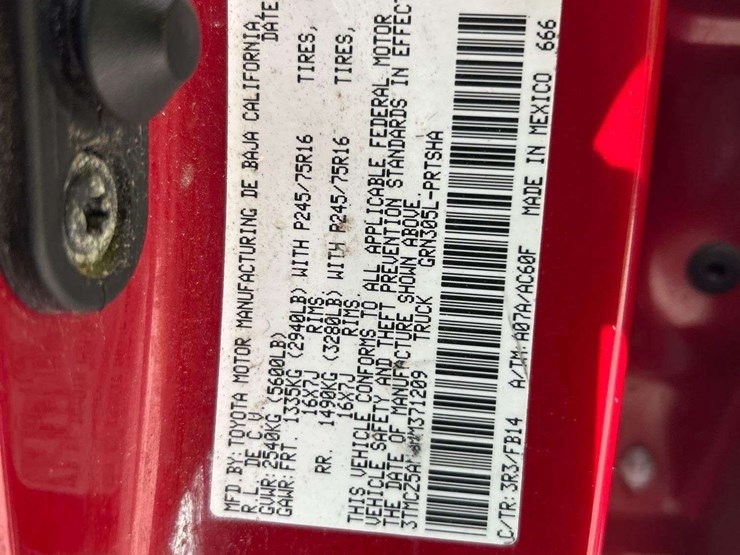 MFD BY: TOYOTA MOTOR MANUFACTURING DE BAJA CALIFORNIA,
S.R.L. DE C.V. DATE
GVWR: 2540KG (5600LB)
GAWR: FRT. 1335KG (2940LB) WITH P245/75R16 TIRES,
16X7J RIMS
RR. 1490KG (3280LB) WITH P245/75R16 TIRES,
16X7J RIMS
THIS VEHICLE CONFORMS TO ALL APPLICABLE FEDERAL MOTOR
VEHICLE SAFETY AND THEFT PREVENTION STANDARDS IN EFFECT
THE DATE OF MANUFACTURE SHOWN ABOVE.
TRUCK GRN305L-PRTSHA
C/TR: 3R3/FB14 A/TM: A07A/AC60F MADE IN MEXICO 666